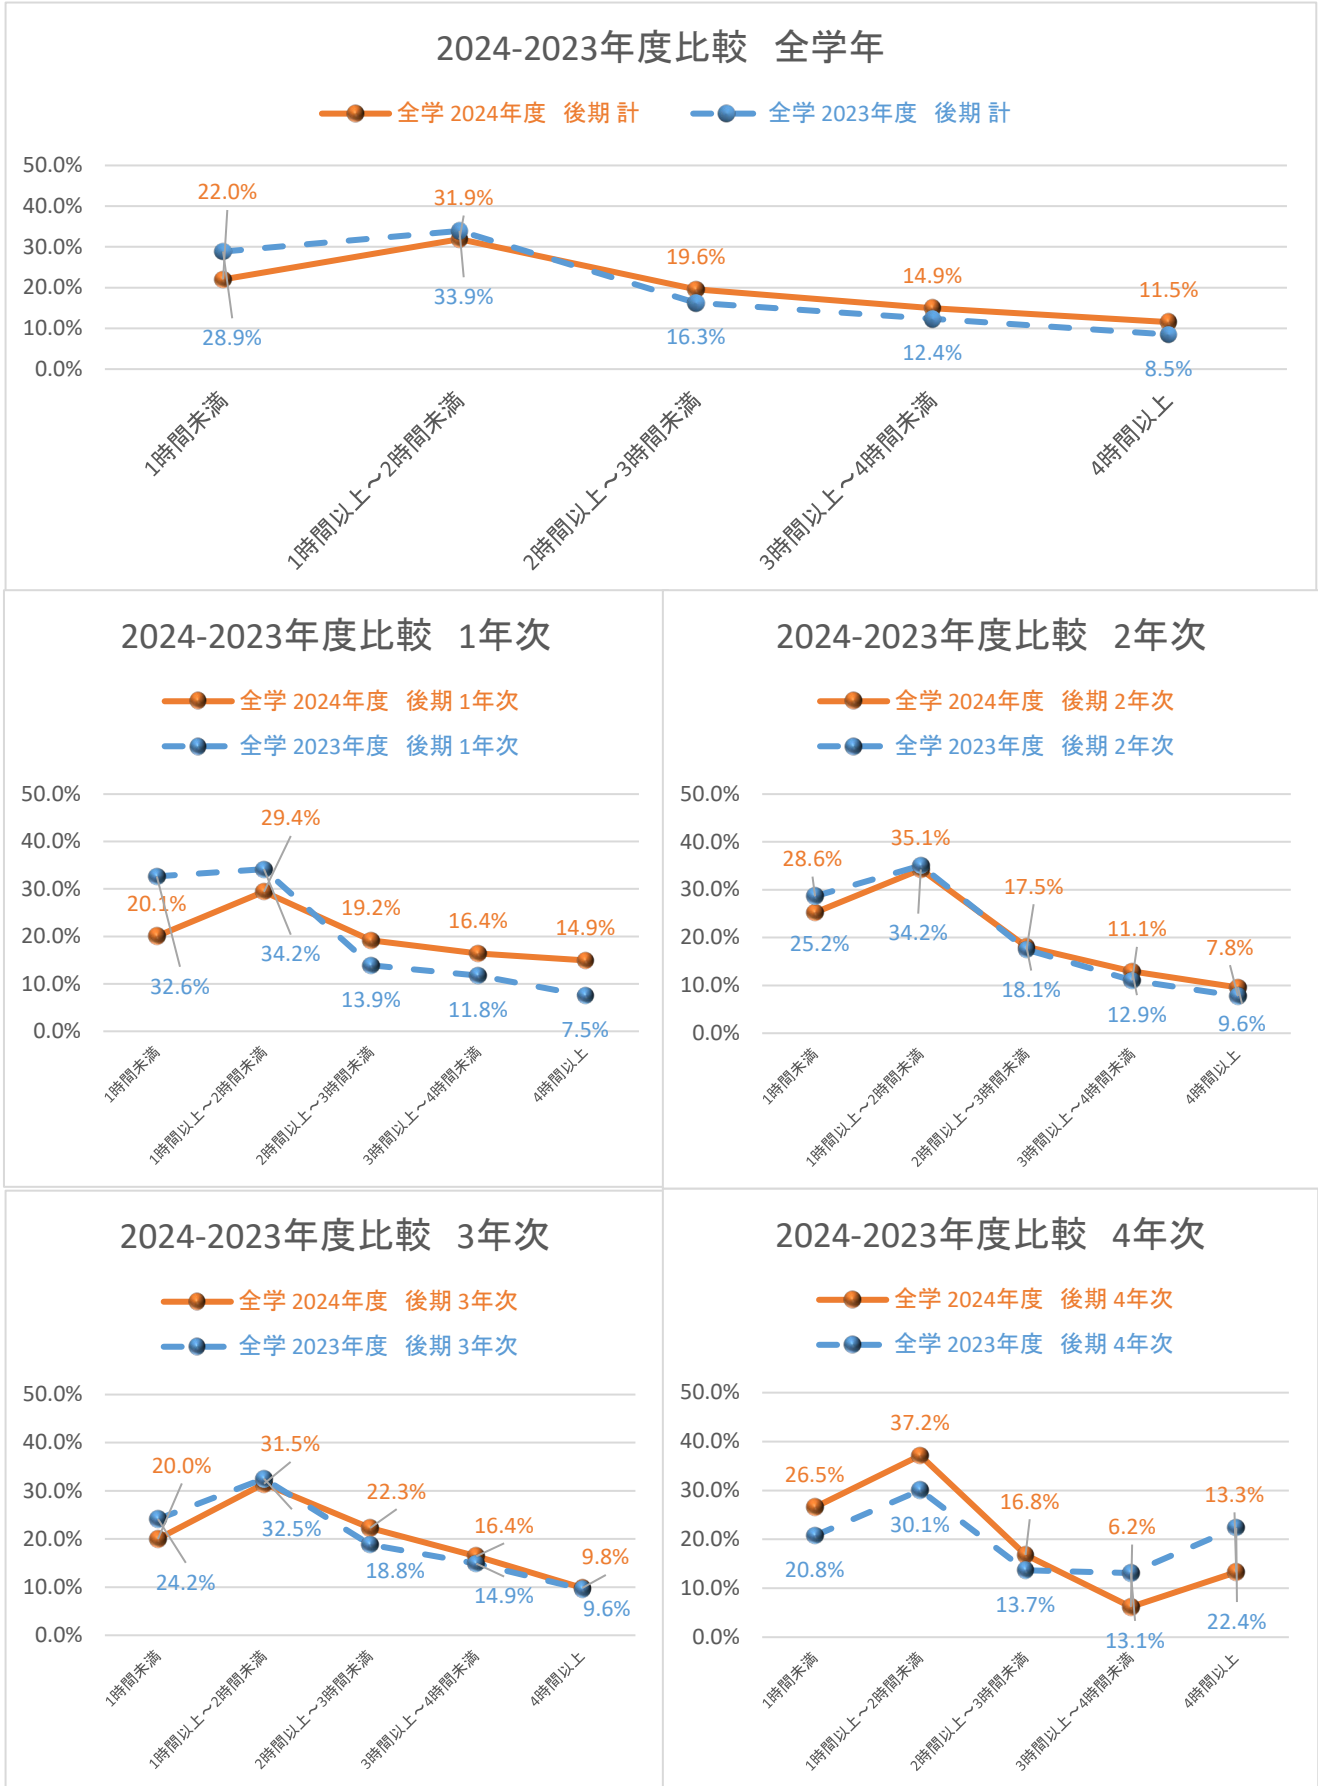 2024-2023年度比較　全学年
全学 2024年度　後期 計
全学 2023年度　後期 計
50.0%
40.0%
30.0%
20.0%
10.0%
0.0%
22.0%
31.9%
19.6%
14.9%
11.5%
28.9%
33.9%
16.3%
12.4%
8.5%
1時間未満
1時間以上～2時間未満
2時間以上～3時間未満
3時間以上～4時間未満
4時間以上
2024-2023年度比較　1年次
全学 2024年度　後期 1年次
全学 2023年度　後期 1年次
50.0%
40.0%
30.0%
20.0%
10.0%
0.0%
20.1%
29.4%
19.2%
16.4%
14.9%
32.6%
34.2%
13.9%
11.8%
7.5%
1時間未満
1時間以上～2時間未満
2時間以上～3時間未満
3時間以上～4時間未満
4時間以上
2024-2023年度比較　2年次
全学 2024年度　後期 2年次
全学 2023年度　後期 2年次
50.0%
40.0%
30.0%
20.0%
10.0%
0.0%
28.6%
35.1%
17.5%
11.1%
7.8%
25.2%
34.2%
18.1%
12.9%
9.6%
1時間未満
1時間以上～2時間未満
2時間以上～3時間未満
3時間以上～4時間未満
4時間以上
2024-2023年度比較　3年次
全学 2024年度　後期 3年次
全学 2023年度　後期 3年次
50.0%
40.0%
30.0%
20.0%
10.0%
0.0%
20.0%
31.5%
22.3%
16.4%
9.8%
24.2%
32.5%
18.8%
14.9%
9.6%
1時間未満
1時間以上～2時間未満
2時間以上～3時間未満
3時間以上～4時間未満
4時間以上
2024-2023年度比較　4年次
全学 2024年度　後期 4年次
全学 2023年度　後期 4年次
50.0%
40.0%
30.0%
20.0%
10.0%
0.0%
26.5%
37.2%
16.8%
6.2%
13.3%
20.8%
30.1%
13.7%
13.1%
22.4%
1時間未満
1時間以上～2時間未満
2時間以上～3時間未満
3時間以上～4時間未満
4時間以上